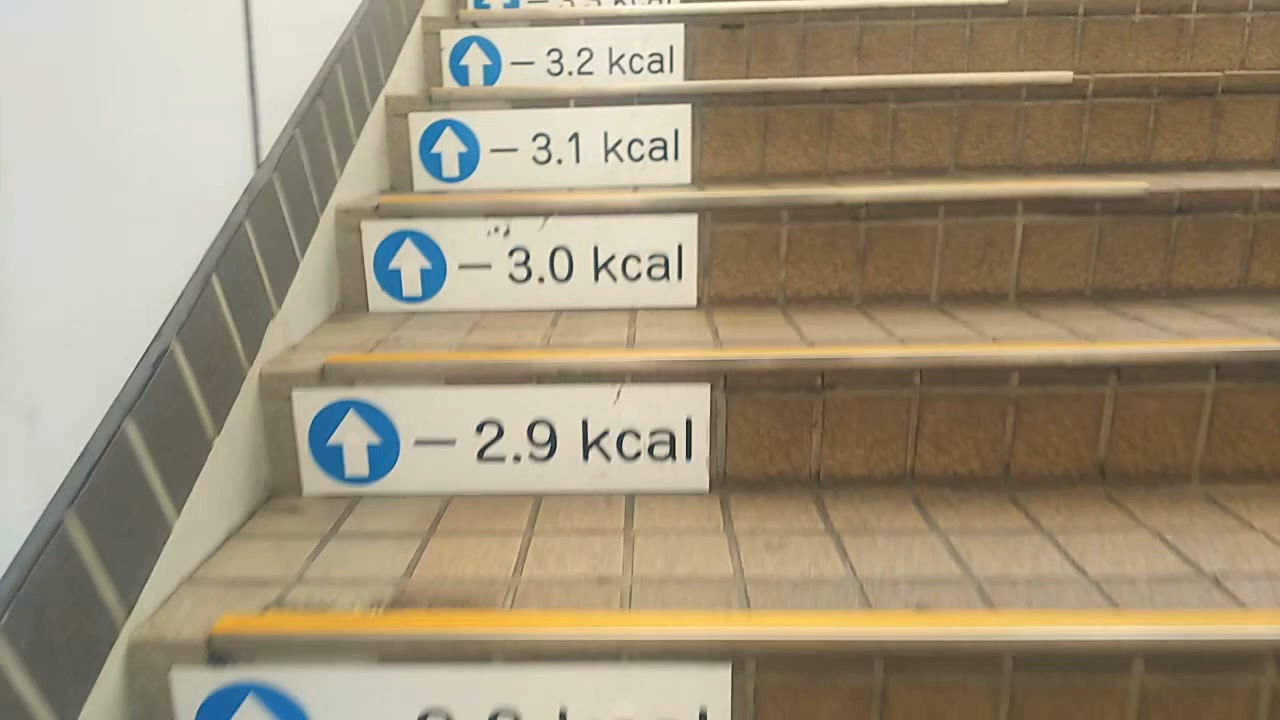 – 3.2 kcal
– 3.1 kcal
– 3.0 kcal
– 2.9 kcal